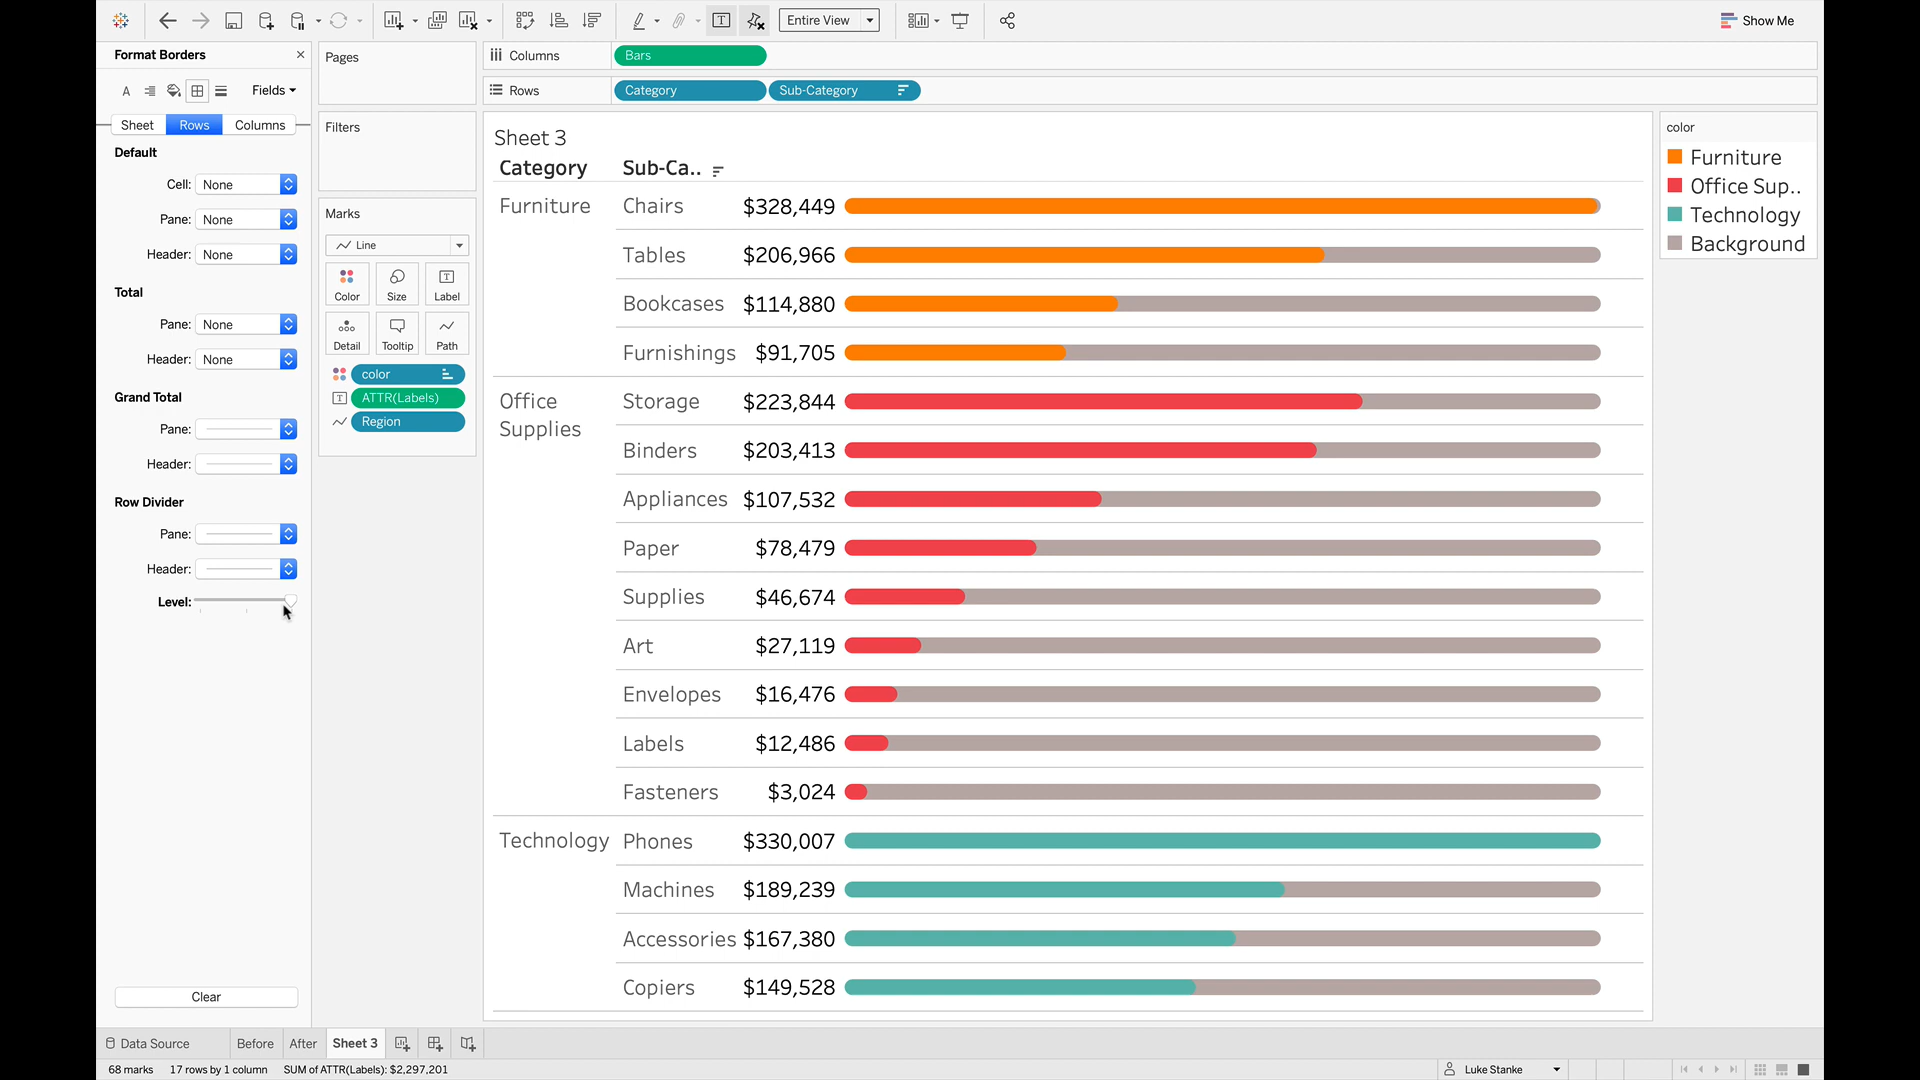 Entire View
Show Me
Format Borders
Fields
Sheet Rows Columns
Default
Cell: None
Pane: None
Header: None
Total
Pane: None
Header: None
Grand Total
Pane:
Header:
Row Divider
Pane:
Header:
Level:
Clear
Pages
Filters
Marks
Line
Color Size Label
Detail Tooltip Path
color
ATTR(Labels)
Region
Columns Bars
Rows Category Sub-Category
Sheet 3
Category Sub-Ca..
Furniture Chairs $328,449
Tables $206,966
Bookcases $114,880
Furnishings $91,705
Office Supplies Storage $223,844
Binders $203,413
Appliances $107,532
Paper $78,479
Supplies $46,674
Art $27,119
Envelopes $16,476
Labels $12,486
Fasteners $3,024
Technology Phones $330,007
Machines $189,239
Accessories $167,380
Copiers $149,528
color
Furniture
Office Sup..
Technology
Background
Data Source Before After Sheet 3
68 marks 17 rows by 1 column SUM of ATTR(Labels): $2,297,201
Luke Stanke